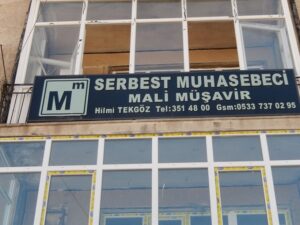 Mm
SERBEST MUHASEBECİ
MALİ MÜŞAVİR
Hilmi TEKGÖZ Tel:351 48 00 Gsm:0533 737 02 95